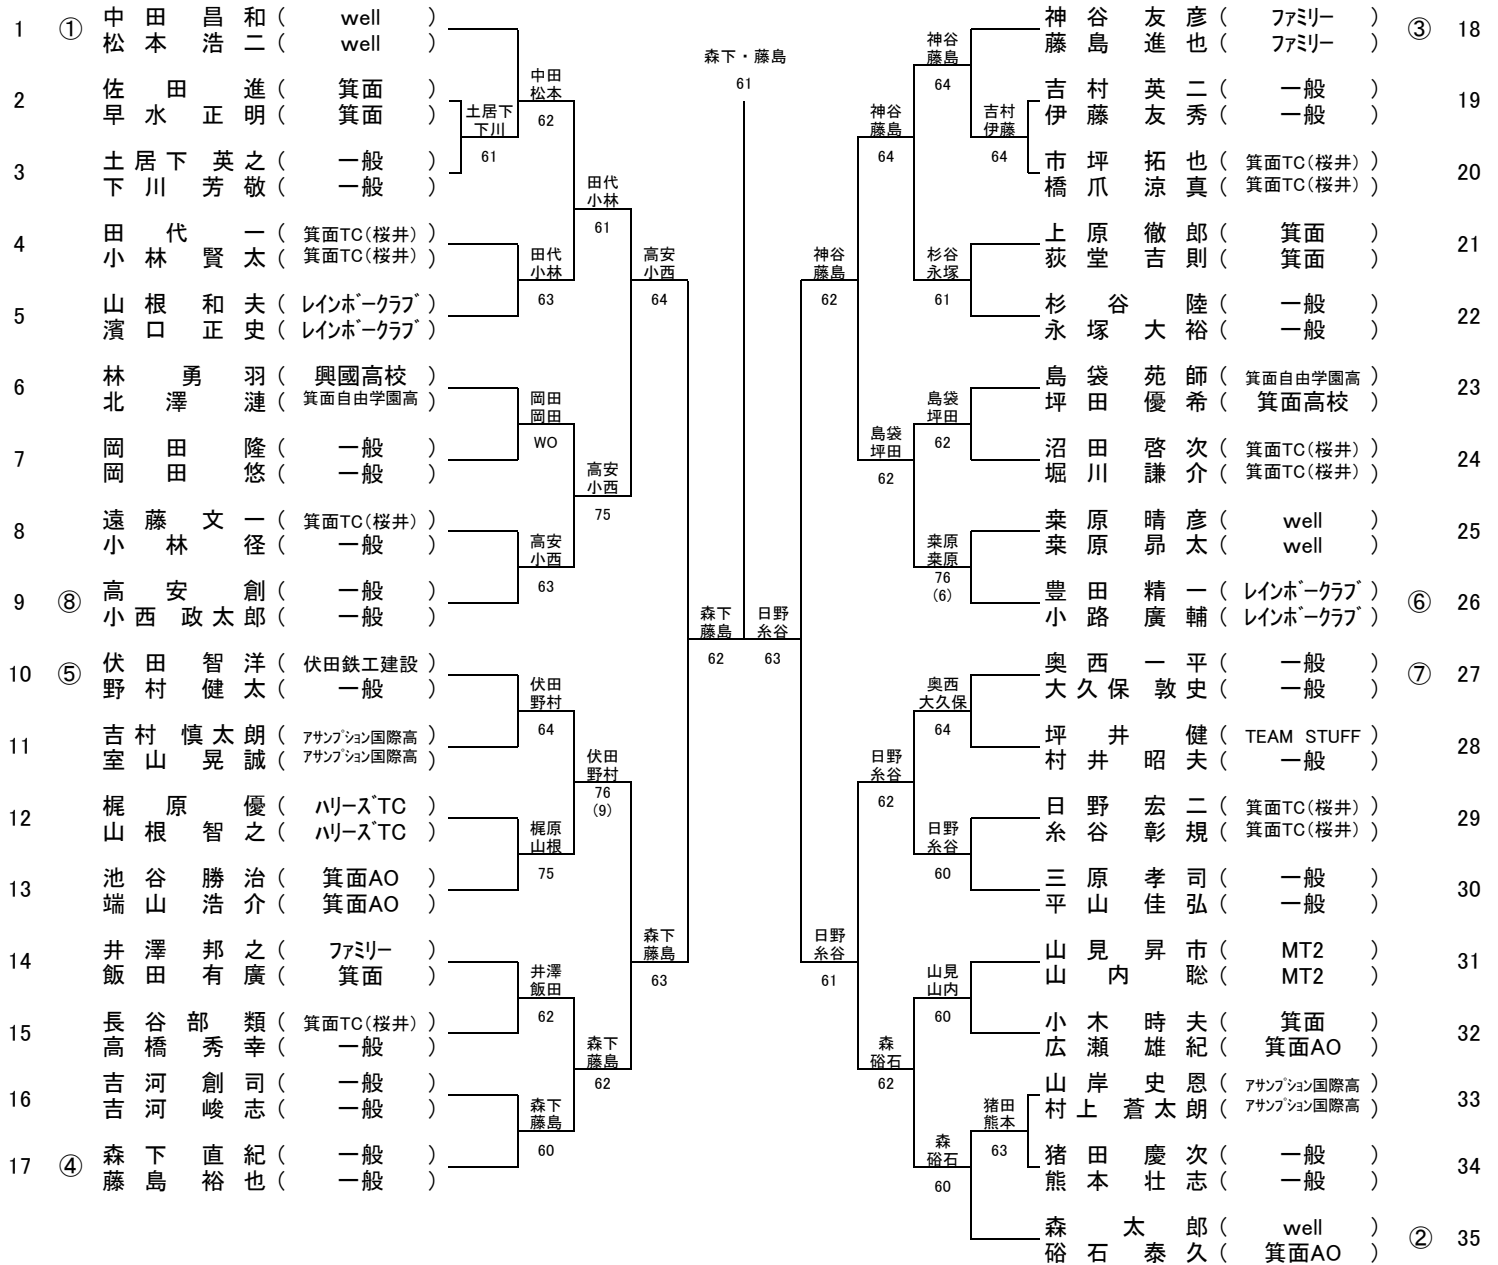 1 ① 中田 昌和 ( well )
松本 浩二 ( well )
2 佐田 進 ( 箕面 )
早水 正明 ( 箕面 )
3 土居下 英之 ( 一般 )
下川 芳敬 ( 一般 )
4 田代 一 ( 箕面TC(桜井) )
小林 賢太 ( 箕面TC(桜井) )
5 山根 和夫 ( ﾚｲﾝﾎﾞｰｸﾗﾌﾞ )
濱口 正史 ( ﾚｲﾝﾎﾞｰｸﾗﾌﾞ )
6 林 勇羽 ( 興國高校 )
北澤 漣 ( 箕面自由学園高 )
7 岡田 隆 ( 一般 )
岡田 悠 ( 一般 )
8 遠藤 文一 ( 箕面TC(桜井) )
小林 径 ( 一般 )
9 ⑧ 高安 創 ( 一般 )
小西 政太郎 ( 一般 )
10 ⑤ 伏田 智洋 ( 伏田鉄工建設 )
野村 健太 ( 一般 )
11 吉村 慎太朗 ( ｱｻﾝﾌﾟｼｮﾝ国際高 )
室山 晃誠 ( ｱｻﾝﾌﾟｼｮﾝ国際高 )
12 梶原 優 ( ﾊﾘｰｽﾞTC )
山根 智之 ( ﾊﾘｰｽﾞTC )
13 池谷 勝治 ( 箕面AO )
端山 浩介 ( 箕面AO )
14 井澤 邦之 ( ﾌｧﾐﾘｰ )
飯田 有廣 ( 箕面 )
15 長谷部 類 ( 箕面TC(桜井) )
高橋 秀幸 ( 一般 )
16 吉河 創司 ( 一般 )
吉河 峻志 ( 一般 )
17 ④ 森下 直紀 ( 一般 )
藤島 裕也 ( 一般 )
土居下
下川
61
中田
松本
62
田代
小林
63
田代
小林
61
岡田
岡田
WO
高安
小西
63
高安
小西
75
高安
小西
64
伏田
野村
64
梶原
山根
75
伏田
野村
76
(9)
井澤
飯田
62
森下
藤島
60
森下
藤島
62
森下
藤島
63
森下
藤島
62
森下・藤島
61
日野
糸谷
63
神谷
藤島
62
神谷
藤島
64
神谷
藤島
64
吉村
伊藤
64
杉谷
永塚
61
島袋
坪田
62
島袋
坪田
62
桒原
桒原
76
(6)
日野
糸谷
61
日野
糸谷
62
奥西
大久保
64
日野
糸谷
60
森
硲石
62
山見
山内
60
森
硲石
60
猪田
熊本
63
神谷 友彦 ( ﾌｧﾐﾘｰ ) ③ 18
藤島 進也 ( ﾌｧﾐﾘｰ )
吉村 英二 ( 一般 ) 19
伊藤 友秀 ( 一般 )
市坪 拓也 ( 箕面TC(桜井) ) 20
橋爪 涼真 ( 箕面TC(桜井) )
上原 徹郎 ( 箕面 ) 21
荻堂 吉則 ( 箕面 )
杉谷 陸 ( 一般 ) 22
永塚 大裕 ( 一般 )
島袋 苑師 ( 箕面自由学園高 ) 23
坪田 優希 ( 箕面高校 )
沼田 啓次 ( 箕面TC(桜井) ) 24
堀川 謙介 ( 箕面TC(桜井) )
桒原 晴彦 ( well ) 25
桒原 昴太 ( well )
豊田 精一 ( ﾚｲﾝﾎﾞｰｸﾗﾌﾞ ) ⑥ 26
小路 廣輔 ( ﾚｲﾝﾎﾞｰｸﾗﾌﾞ )
奥西 一平 ( 一般 ) ⑦ 27
大久保 敦史 ( 一般 )
坪井 健 ( TEAM STUFF ) 28
村井 昭夫 ( 一般 )
日野 宏二 ( 箕面TC(桜井) ) 29
糸谷 彰規 ( 箕面TC(桜井) )
三原 孝司 ( 一般 ) 30
平山 佳弘 ( 一般 )
山見 昇市 ( MT2 ) 31
山内 聡 ( MT2 )
小木 時夫 ( 箕面 ) 32
広瀬 雄紀 ( 箕面AO )
山岸 史恩 ( ｱｻﾝﾌﾟｼｮﾝ国際高 ) 33
村上 蒼太朗 ( ｱｻﾝﾌﾟｼｮﾝ国際高 )
猪田 慶次 ( 一般 ) 34
熊本 壮志 ( 一般 )
森 太郎 ( well ) ② 35
硲石 泰久 ( 箕面AO )